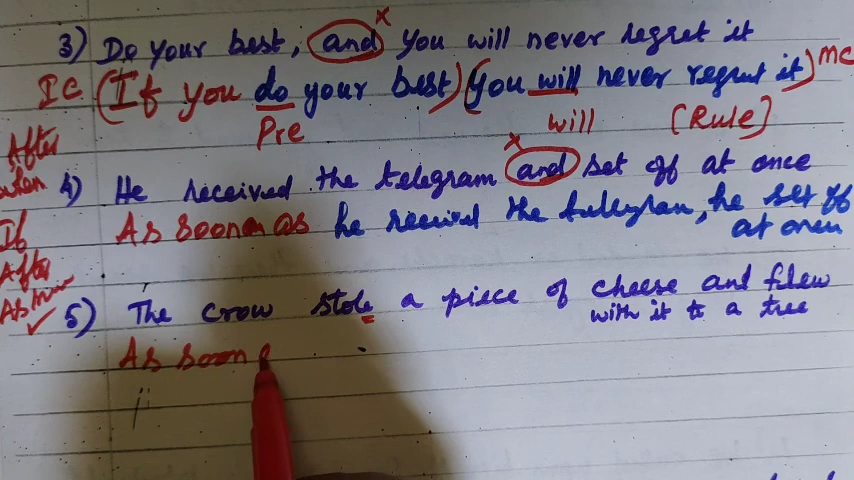 3) Do your best, and x you will never regret it
IC (If you do your best) (you will never regret it) MC
Pre will [Rule]
After
4) He received the telegram and x set off at once
If As soon as he received the telegram, he set off
at once
After
As soon
✓ 5) The crow stole a piece of cheese and flew
with it to a tree
As soon